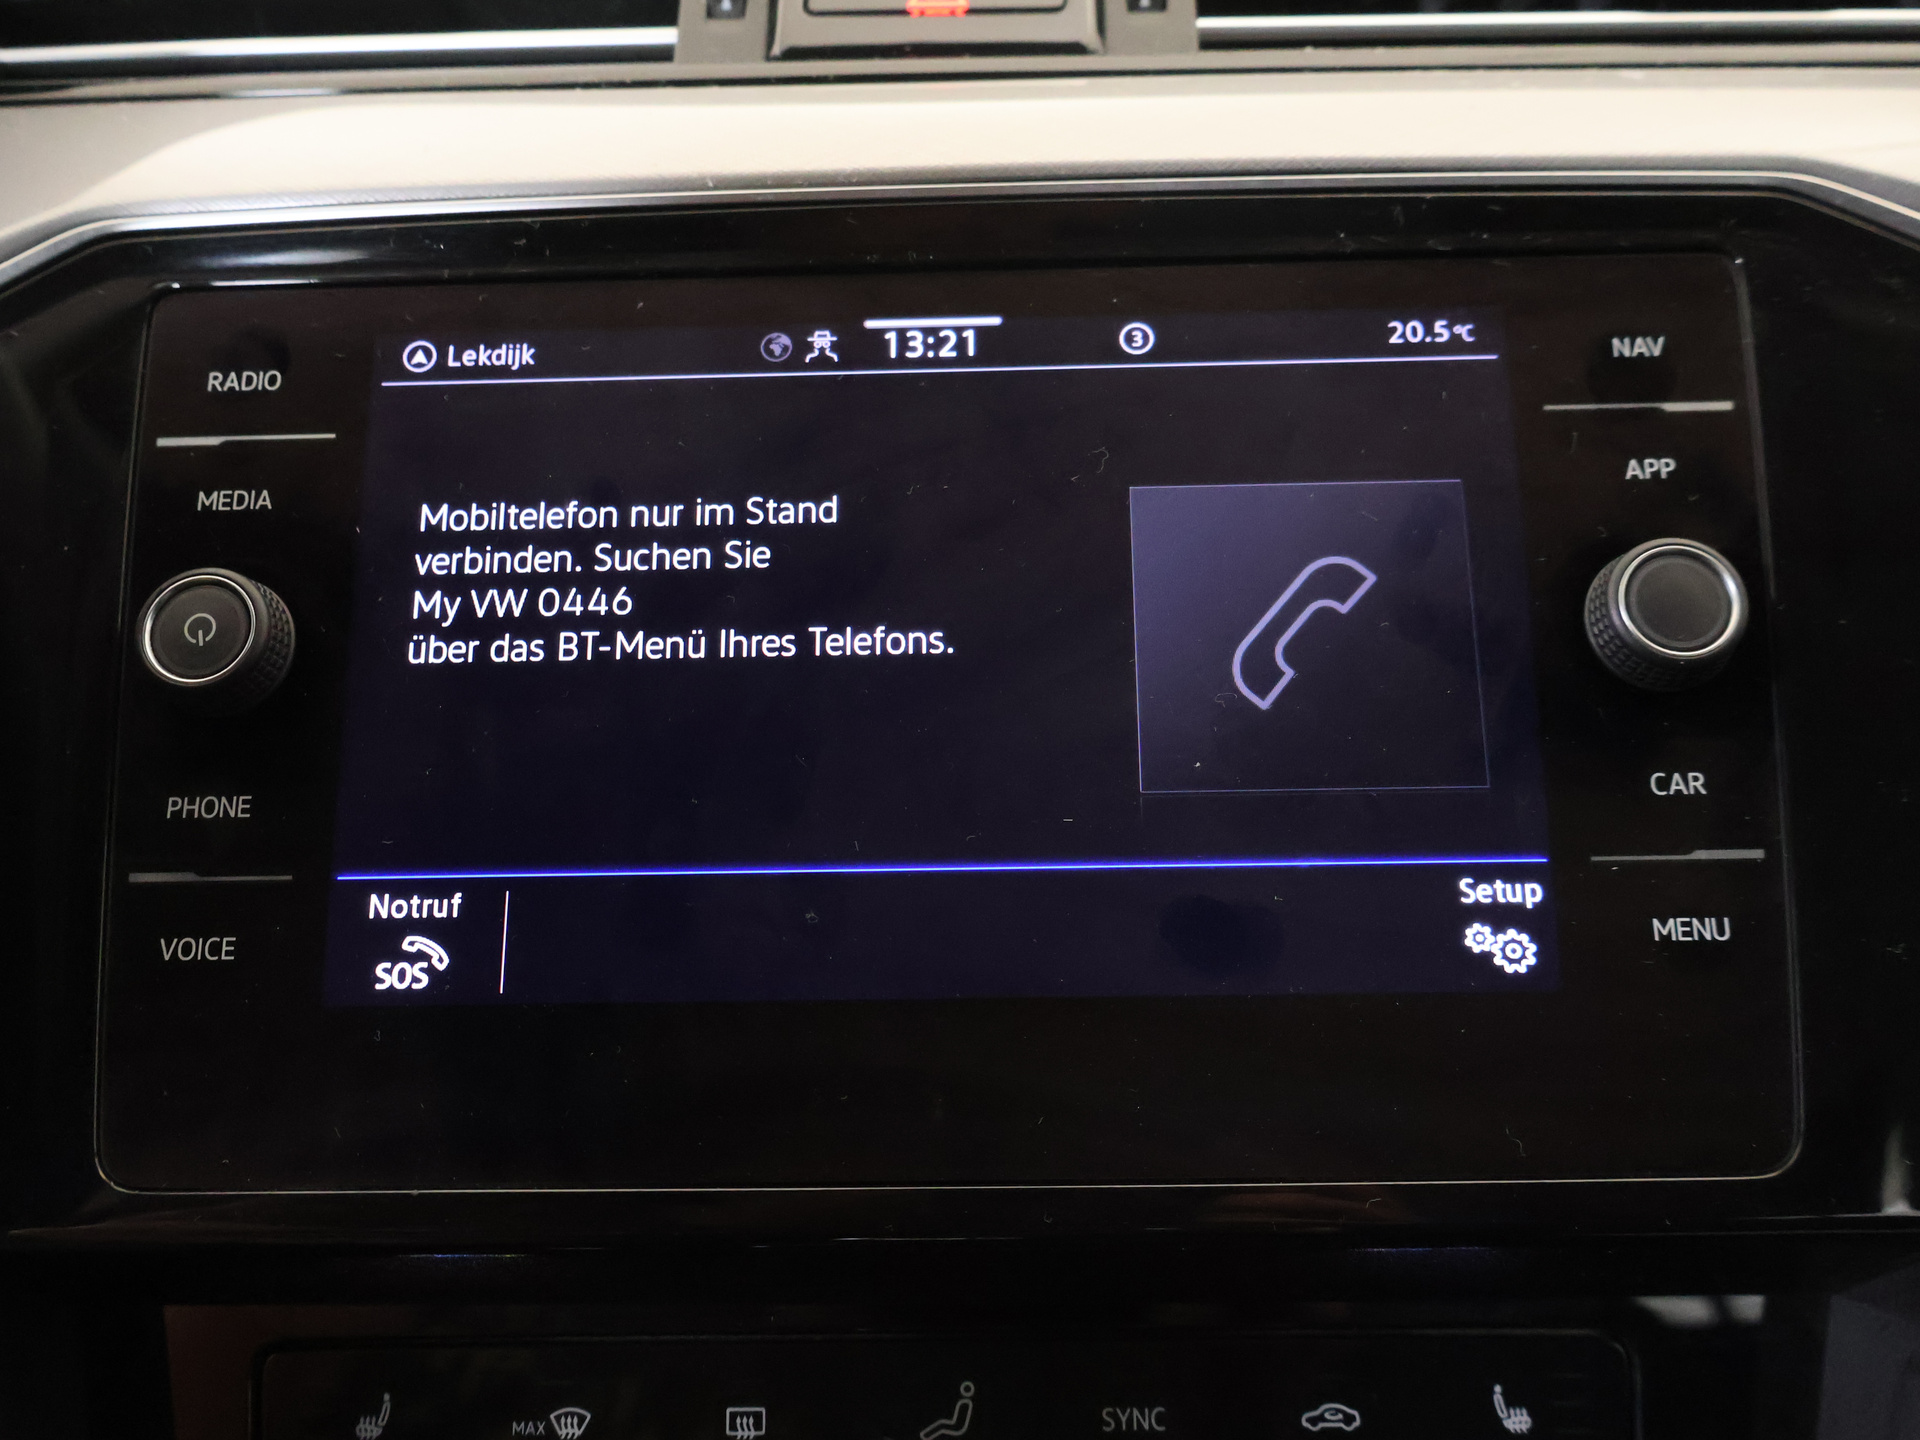 Lekdijk 13:21 3 20.5°C
RADIO
MEDIA
PHONE
VOICE
Mobiltelefon nur im Stand
verbinden. Suchen Sie
My VW 0446
über das BT-Menü Ihres Telefons.
Notruf
SOS
Setup
NAV
APP
CAR
MENU
MAX
SYNC